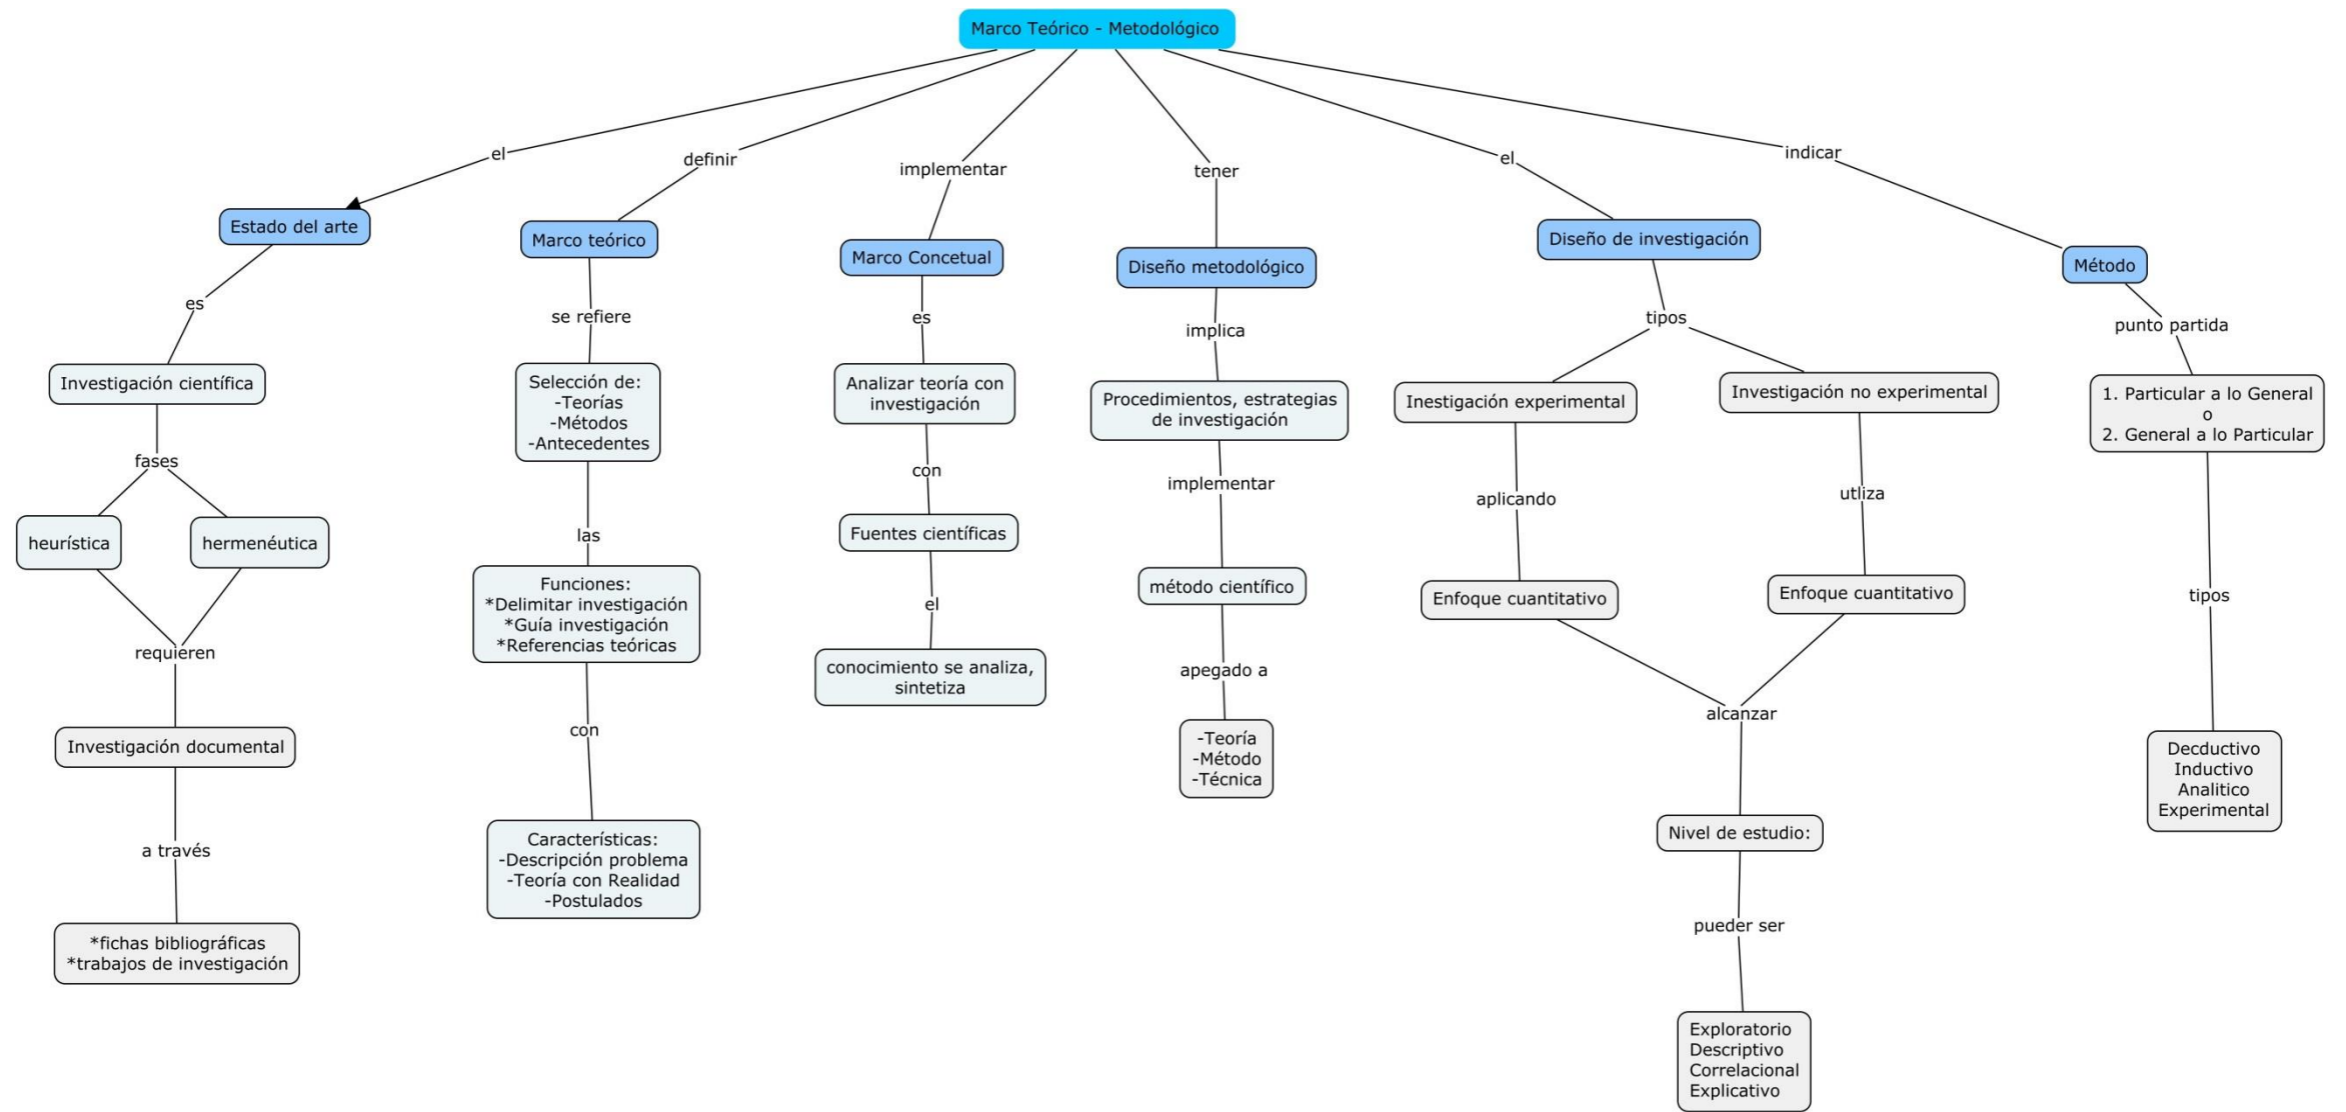 Marco Teórico - Metodológico
el
definir
implementar
tener
el
indicar
Estado del arte
Marco teórico
Marco Concetual
Diseño metodológico
Diseño de investigación
Método
es
se refiere
es
implica
tipos
punto partida
Investigación científica
Selección de:
-Teorías
-Métodos
-Antecedentes
Analizar teoría con
investigación
Procedimientos, estrategias
de investigación
Inestigación experimental
Investigación no experimental
1. Particular a lo General
o
2. General a lo Particular
fases
las
con
implementar
aplicando
utliza
tipos
heurística
hermenéutica
Funciones:
*Delimitar investigación
*Guía investigación
*Referencias teóricas
Fuentes científicas
método científico
Enfoque cuantitativo
Enfoque cuantitativo
requieren
con
el
apegado a
alcanzar
Investigación documental
Características:
-Descripción problema
-Teoría con Realidad
-Postulados
conocimiento se analiza,
sintetiza
-Teoría
-Método
-Técnica
Nivel de estudio:
Decductivo
Inductivo
Analitico
Experimental
a través
pueder ser
*fichas bibliográficas
*trabajos de investigación
Exploratorio
Descriptivo
Correlacional
Explicativo